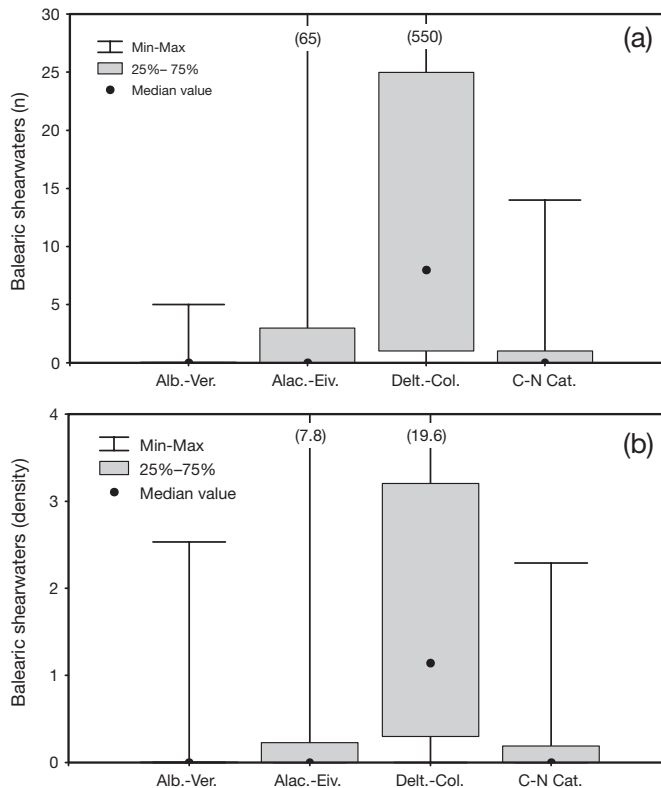 30
25
20
15
10
5
0
Balearic shearwaters (n)
Min-Max
25%– 75%
Median value
(65)
(550)
(a)
Alb.-Ver.
Alac.-Eiv.
Delt.-Col.
C-N Cat.
4
3
2
1
0
Balearic shearwaters (density)
Min-Max
25%–75%
Median value
(7.8)
(19.6)
(b)
Alb.-Ver.
Alac.-Eiv.
Delt.-Col.
C-N Cat.